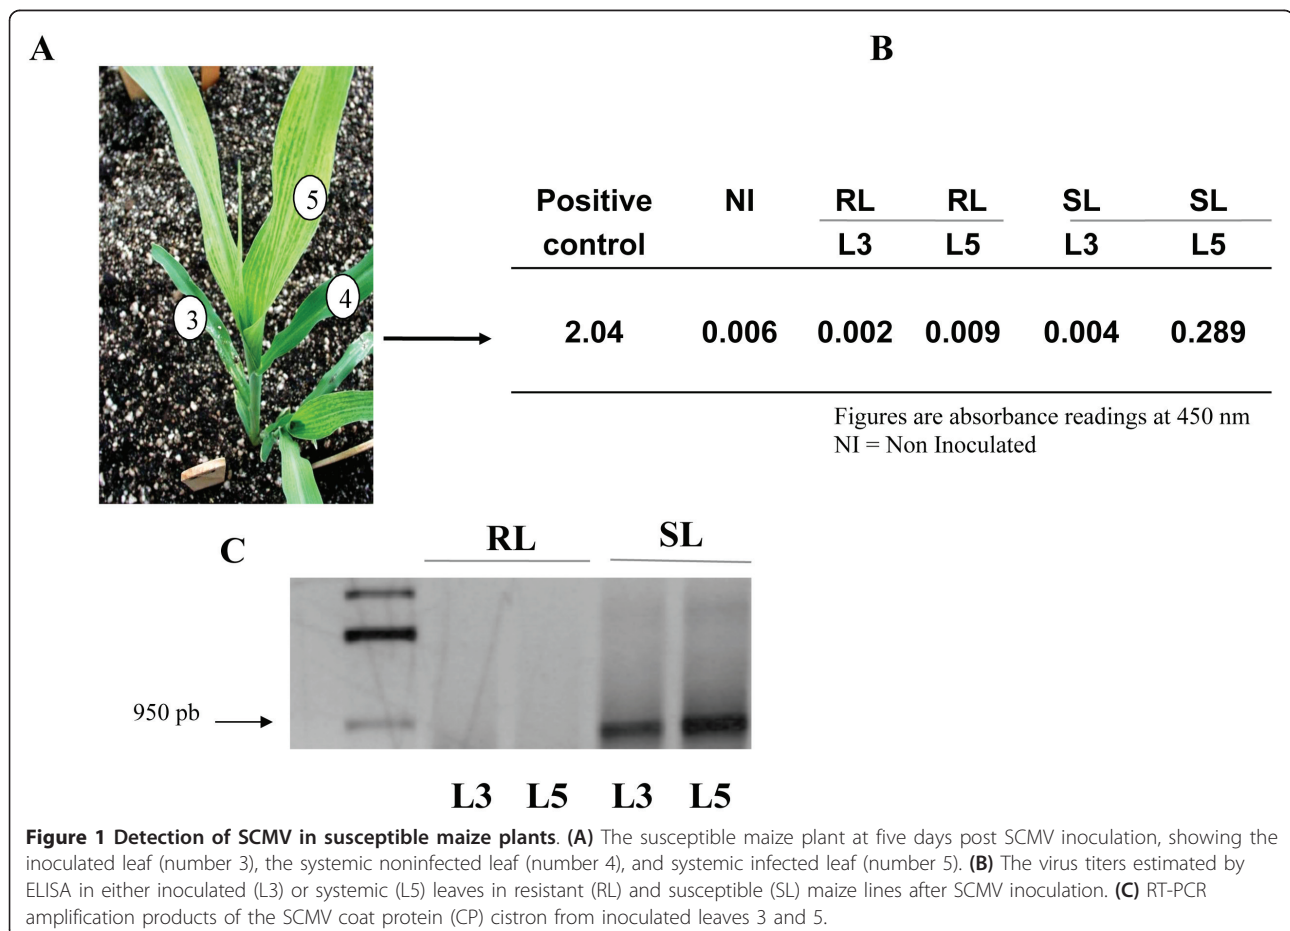 A
B
5
4
3
Positive NI RL RL SL SL
control L3 L5 L3 L5
2.04 0.006 0.002 0.009 0.004 0.289
Figures are absorbance readings at 450 nm
NI = Non Inoculated
C
RL SL
950 pb
L3 L5 L3 L5
Figure 1 Detection of SCMV in susceptible maize plants. (A) The susceptible maize plant at five days post SCMV inoculation, showing the
inoculated leaf (number 3), the systemic noninfected leaf (number 4), and systemic infected leaf (number 5). (B) The virus titers estimated by
ELISA in either inoculated (L3) or systemic (L5) leaves in resistant (RL) and susceptible (SL) maize lines after SCMV inoculation. (C) RT-PCR
amplification products of the SCMV coat protein (CP) cistron from inoculated leaves 3 and 5.